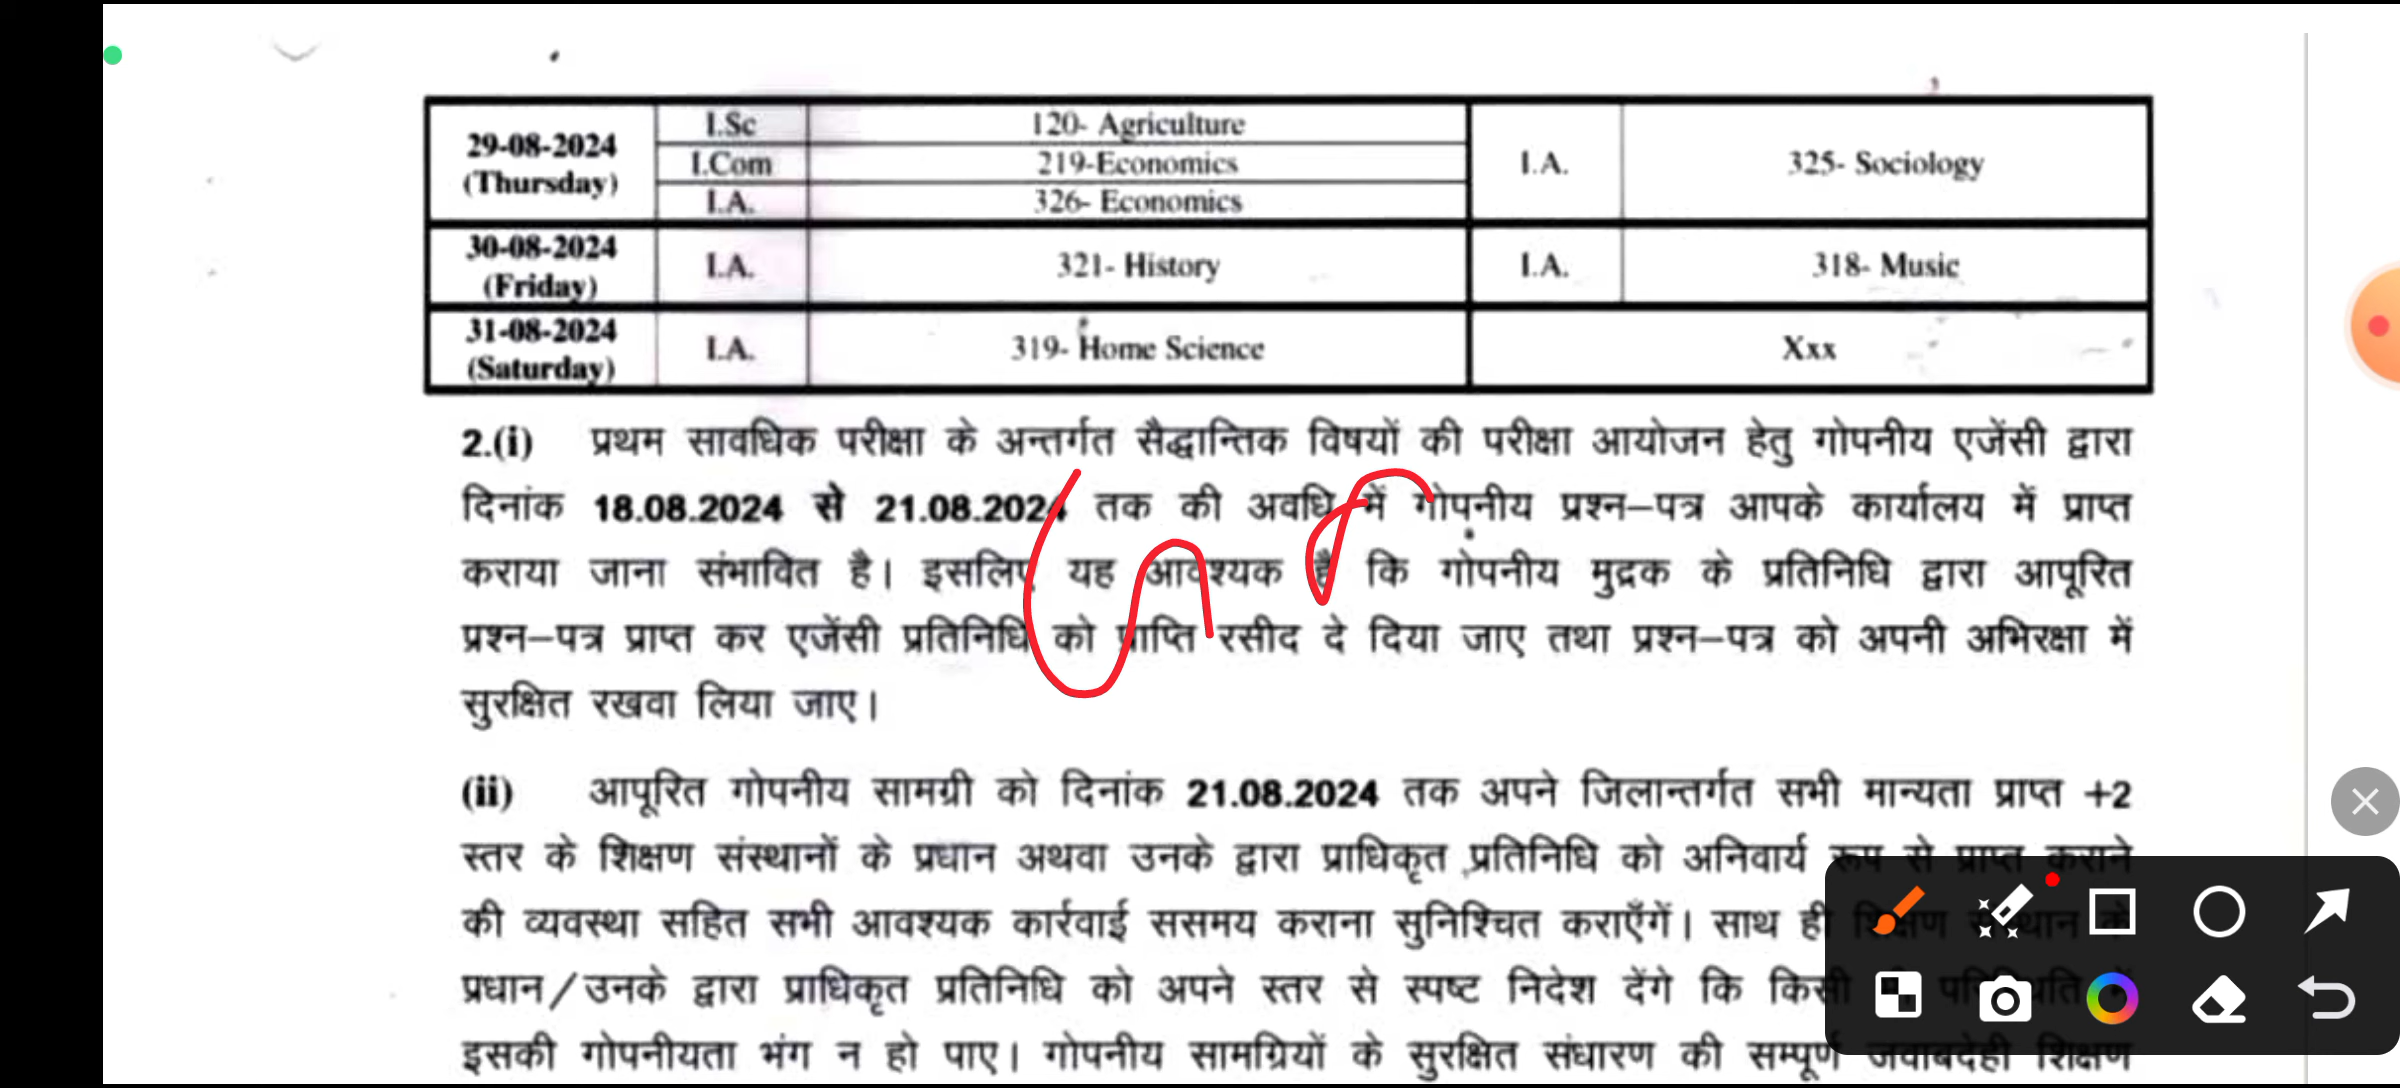 29-08-2024 (Thursday) I.Sc 120- Agriculture I.A. 325- Sociology
I.Com 219-Economics
I.A. 326- Economics
30-08-2024 (Friday) I.A. 321- History I.A. 318- Music
31-08-2024 (Saturday) I.A. 319- Home Science Xxx
2.(i) प्रथम सावधिक परीक्षा के अन्तर्गत सैद्धान्तिक विषयों की परीक्षा आयोजन हेतु गोपनीय एजेंसी द्वारा
दिनांक 18.08.2024 से 21.08.2024 तक की अवधि में गोपनीय प्रश्न–पत्र आपके कार्यालय में प्राप्त
कराया जाना संभावित है। इसलिए यह आवश्यक है कि गोपनीय मुद्रक के प्रतिनिधि द्वारा आपूरित
प्रश्न–पत्र प्राप्त कर एजेंसी प्रतिनिधि को प्राप्ति रसीद दे दिया जाए तथा प्रश्न–पत्र को अपनी अभिरक्षा में
सुरक्षित रखवा लिया जाए।
(ii) आपूरित गोपनीय सामग्री को दिनांक 21.08.2024 तक अपने जिलान्तर्गत सभी मान्यता प्राप्त +2
स्तर के शिक्षण संस्थानों के प्रधान अथवा उनके द्वारा प्राधिकृत प्रतिनिधि को अनिवार्य रूप से प्राप्त कराने
की व्यवस्था सहित सभी आवश्यक कार्रवाई ससमय कराना सुनिश्चित कराएँगें। साथ ही
प्रधान/उनके द्वारा प्राधिकृत प्रतिनिधि को अपने स्तर से स्पष्ट निदेश देंगे कि किसी
इसकी गोपनीयता भंग न हो पाए। गोपनीय सामग्रियों के सुरक्षित संधारण की सम्पूर्ण जवाबदेही शिक्षण